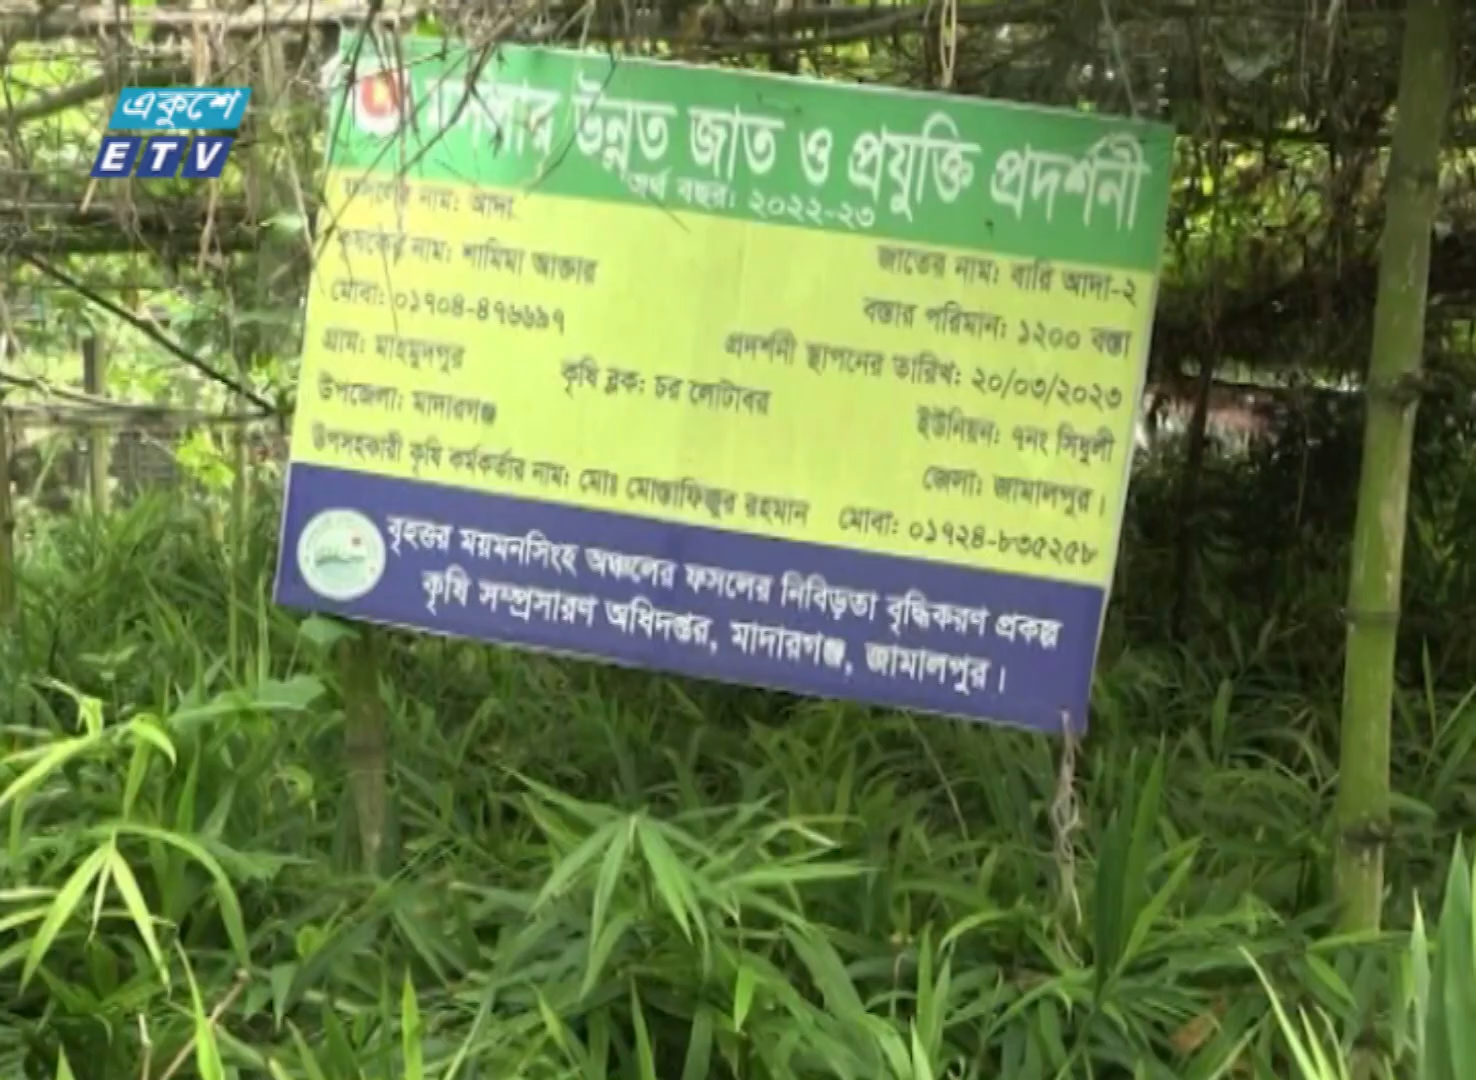 একুশে
ETV
মসলার উন্নত জাত ও প্রযুক্তি প্রদর্শনী
অর্থ বছর: ২০২২-২৩
ফসলের নাম: আদা
জাতের নাম: বারি আদা-২
কৃষকের নাম: শামিমা আক্তার
বস্তার পরিমান: ১২০০ বস্তা
মোবা: ০১৭০৪-৪৭৬৬৯৭
প্রদর্শনী স্থাপনের তারিখ: ২০/০৩/২০২৩
গ্রাম: মাহমুদপুর
কৃষি ব্লক: চর লোটাবর
ইউনিয়ন: ৭নং সিধুলী
উপজেলা: মাদারগঞ্জ
জেলা: জামালপুর।
উপসহকারী কৃষি কর্মকর্তার নাম: মোঃ মোস্তাফিজুর রহমান মোবা: ০১৭২৪-৮৩৫২৫৮
বৃহত্তর ময়মনসিংহ অঞ্চলের ফসলের নিবিড়তা বৃদ্ধিকরণ প্রকল্প
কৃষি সম্প্রসারণ অধিদপ্তর, মাদারগঞ্জ, জামালপুর।